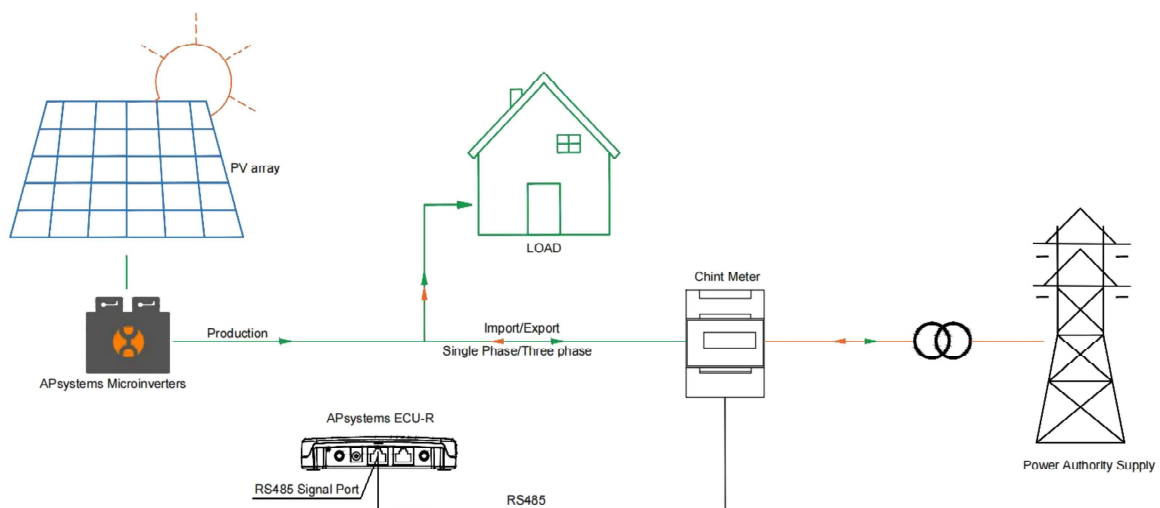 PV array
LOAD
Chint Meter
Production
Import/Export
Single Phase/Three phase
APsystems Microinverters
APsystems ECU-R
Power Authority Supply
RS485 Signal Port
RS485